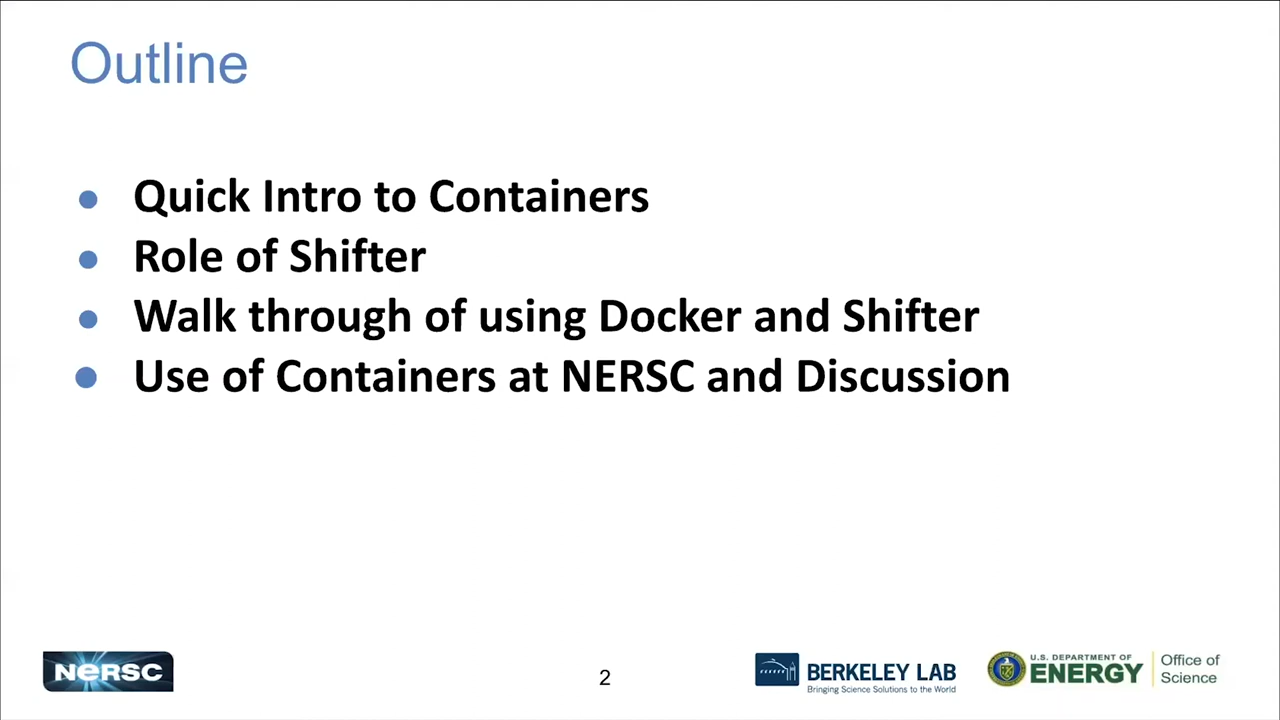 Outline
Quick Intro to Containers
Role of Shifter
Walk through of using Docker and Shifter
Use of Containers at NERSC and Discussion
NERSC
2
BERKELEY LAB
Bringing Science Solutions to the World
U.S. DEPARTMENT OF
ENERGY
Office of
Science